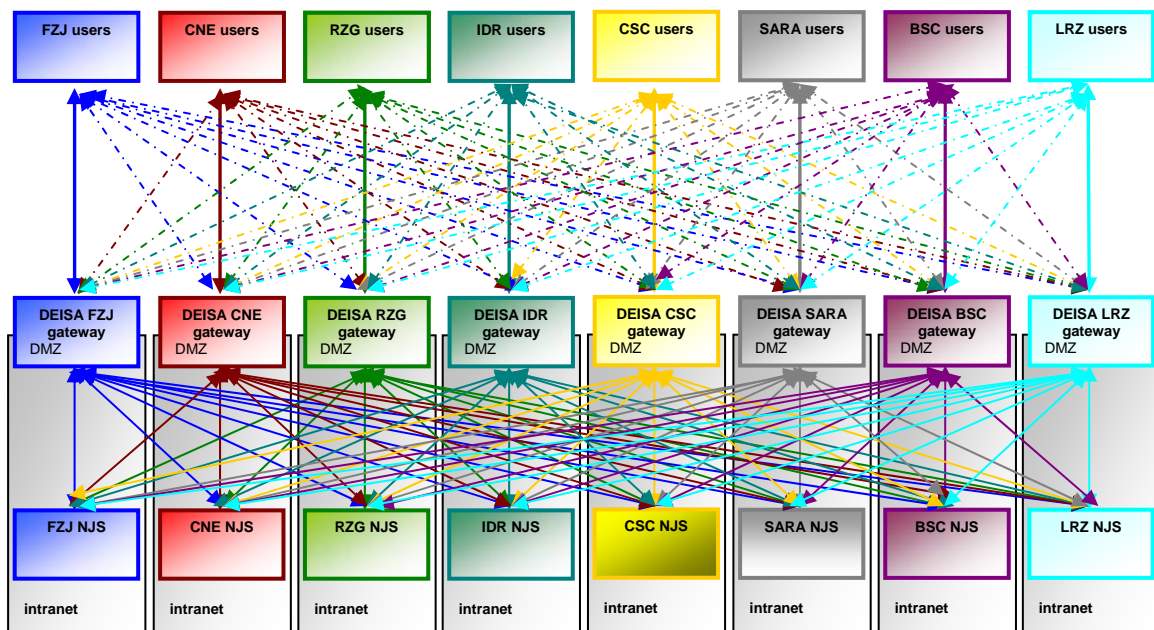 FZJ users
CNE users
RZG users
IDR users
CSC users
SARA users
BSC users
LRZ users
DEISA FZJ
gateway
DMZ
DEISA CNE
gateway
DMZ
DEISA RZG
gateway
DMZ
DEISA IDR
gateway
DMZ
DEISA CSC
gateway
DMZ
DEISA SARA
gateway
DMZ
DEISA BSC
gateway
DMZ
DEISA LRZ
gateway
DMZ
FZJ NJS
CNE NJS
RZG NJS
IDR NJS
CSC NJS
SARA NJS
BSC NJS
LRZ NJS
intranet
intranet
intranet
intranet
intranet
intranet
intranet
intranet